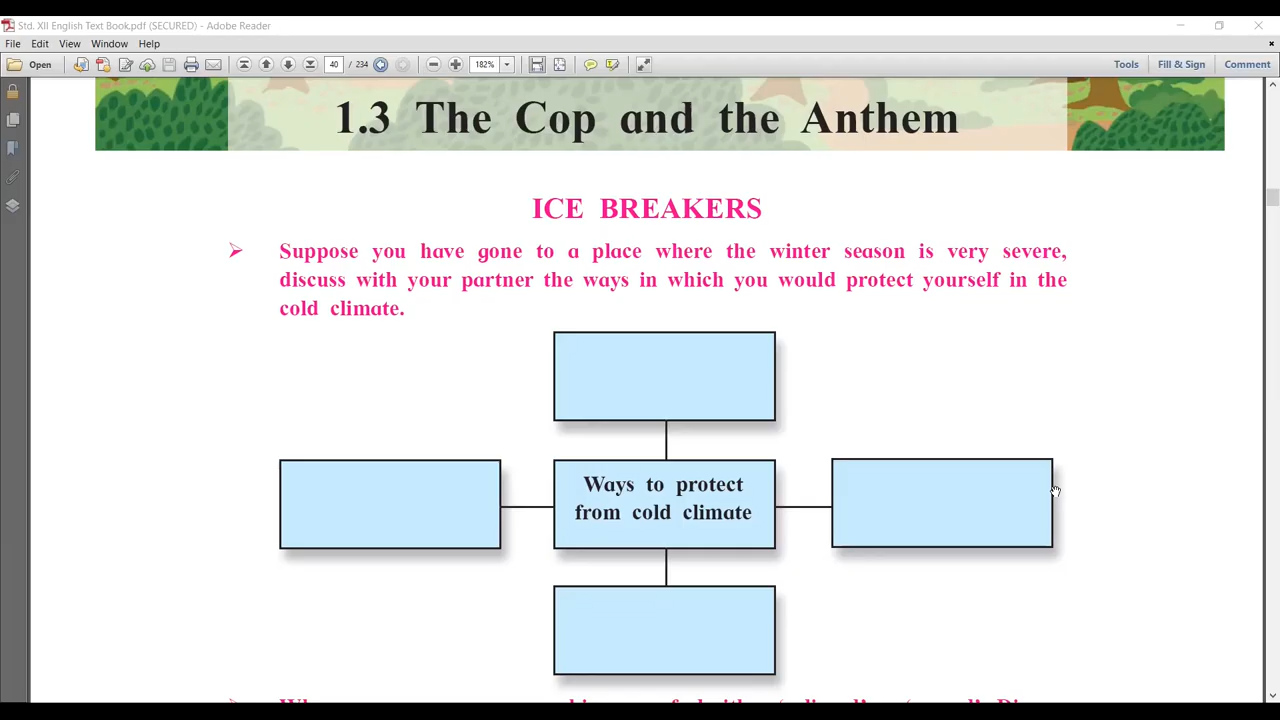 Std. XII English Text Book.pdf (SECURED) - Adobe Reader
File Edit View Window Help
Open 40 / 234 182% Tools Fill & Sign Comment
1.3 The Cop and the Anthem
ICE BREAKERS
Suppose you have gone to a place where the winter season is very severe,
discuss with your partner the ways in which you would protect yourself in the
cold climate.
Ways to protect
from cold climate